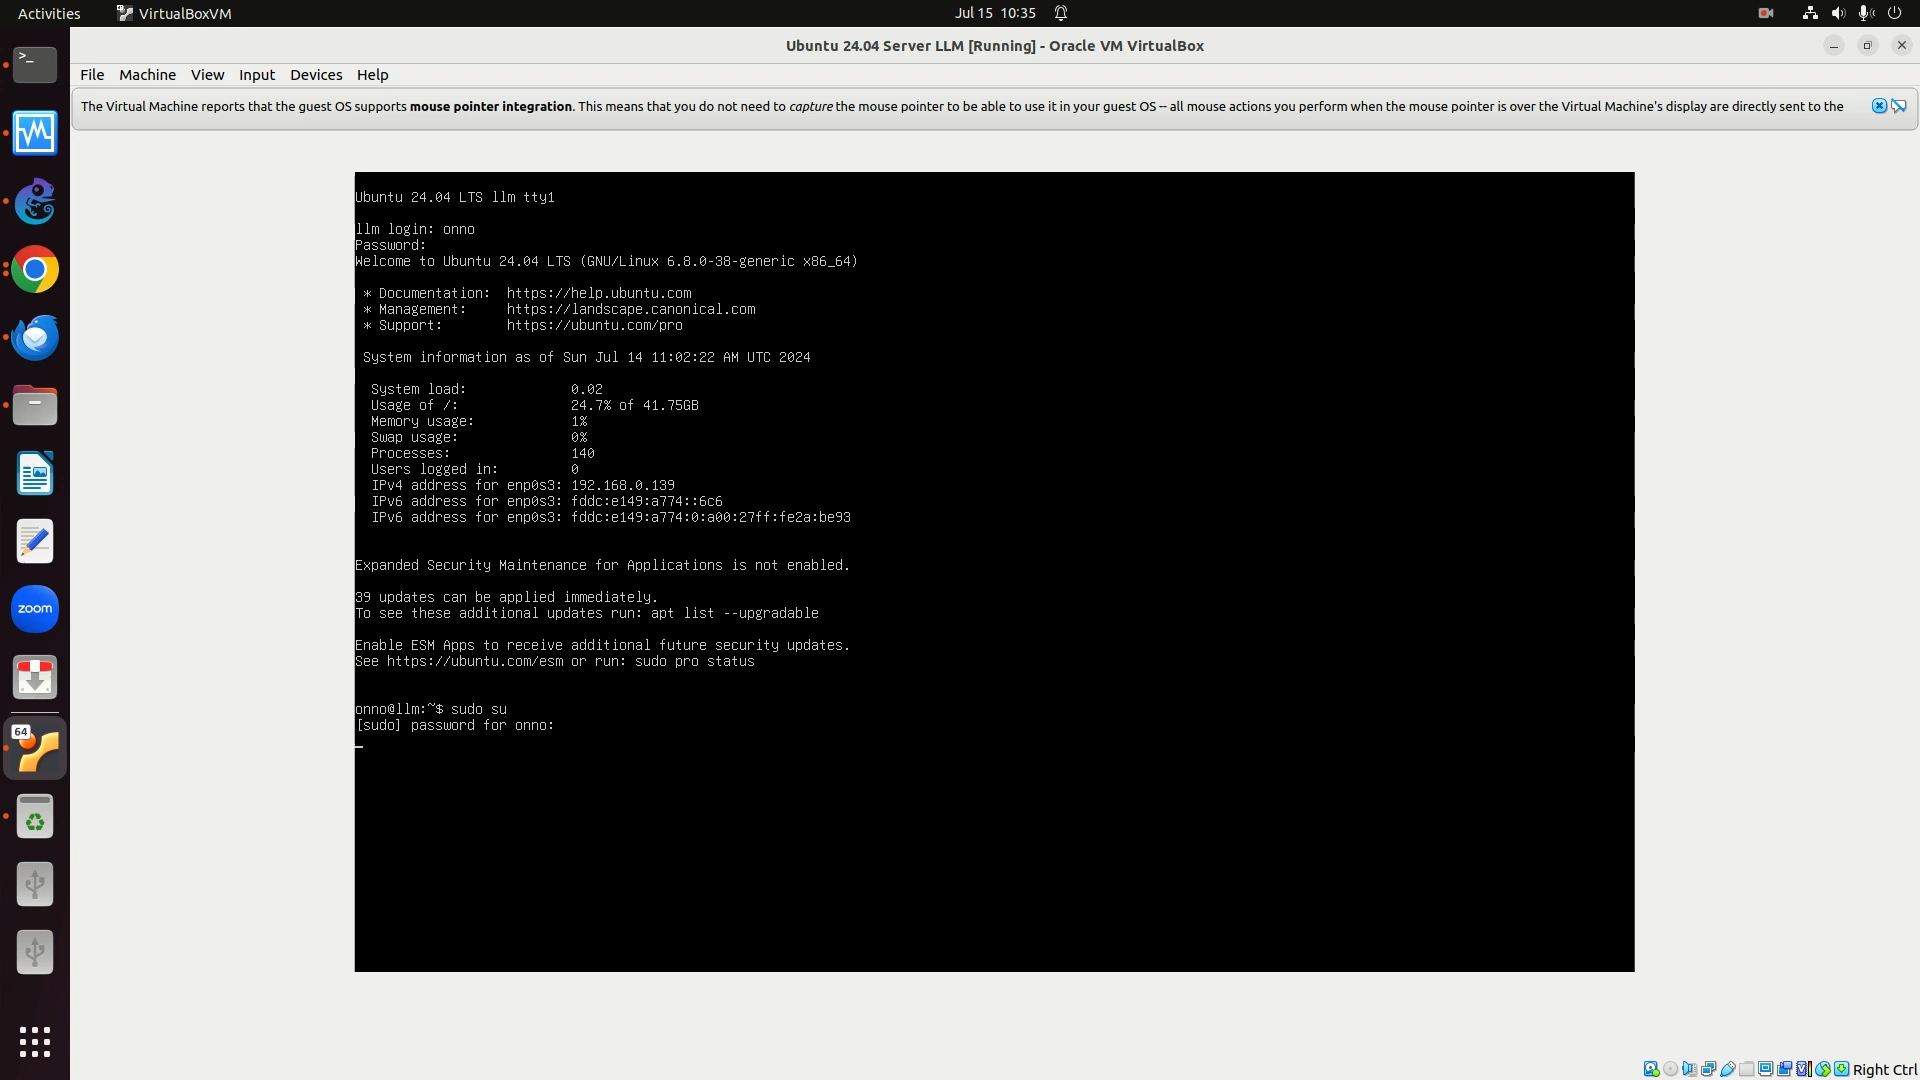 Activities
VirtualBoxVM
Jul 15 10:35
Ubuntu 24.04 Server LLM [Running] - Oracle VM VirtualBox
File Machine View Input Devices Help
The Virtual Machine reports that the guest OS supports mouse pointer integration. This means that you do not need to capture the mouse pointer to be able to use it in your guest OS -- all mouse actions you perform when the mouse pointer is over the Virtual Machine's display are directly sent to the
Ubuntu 24.04 LTS llm tty1
llm login: onno
Password:
Welcome to Ubuntu 24.04 LTS (GNU/Linux 6.8.0-38-generic x86_64)
* Documentation: https://help.ubuntu.com
* Management: https://landscape.canonical.com
* Support: https://ubuntu.com/pro
System information as of Sun Jul 14 11:02:22 AM UTC 2024
System load: 0.02
Usage of /: 24.7% of 41.75GB
Memory usage: 1%
Swap usage: 0%
Processes: 140
Users logged in: 0
IPv4 address for enp0s3: 192.168.0.139
IPv6 address for enp0s3: fddc:e149:a774::6c6
IPv6 address for enp0s3: fddc:e149:a774:0:a00:27ff:fe2a:be93
Expanded Security Maintenance for Applications is not enabled.
39 updates can be applied immediately.
To see these additional updates run: apt list --upgradable
Enable ESM Apps to receive additional future security updates.
See https://ubuntu.com/esm or run: sudo pro status
onno@llm:~$ sudo su
[sudo] password for onno:
zoom
64
Right Ctrl